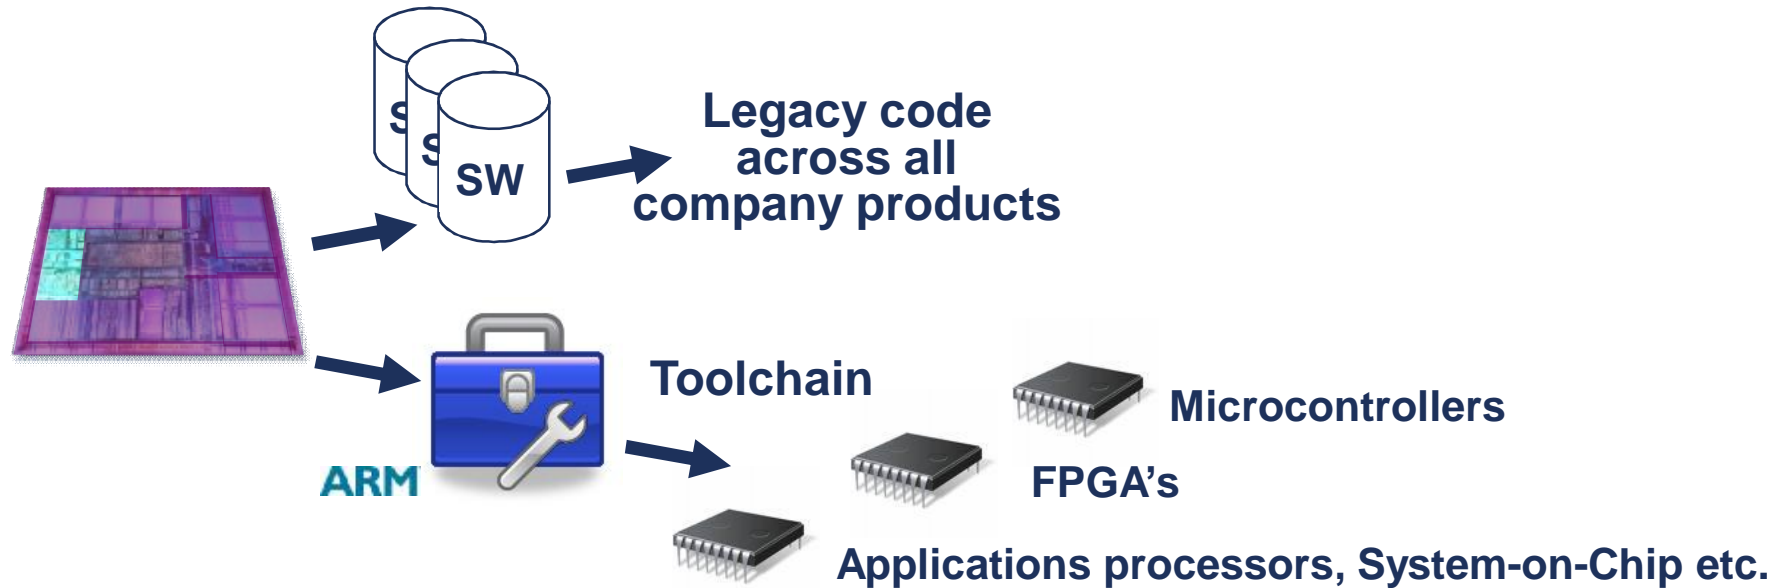 S
S
SW
Legacy code
across all
company products
Toolchain
Microcontrollers
ARM
FPGA’s
Applications processors, System-on-Chip etc.